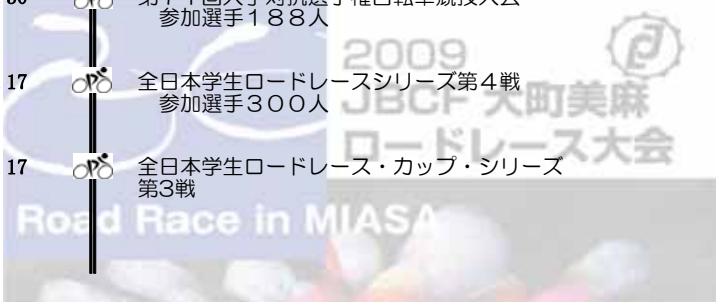 参加選手188人
2009
JBCF 大町美麻
ロードレース大会
17 全日本学生ロードレースシリーズ第4戦
参加選手300人
17 全日本学生ロードレース・カップ・シリーズ
第3戦
Road Race in MIASA